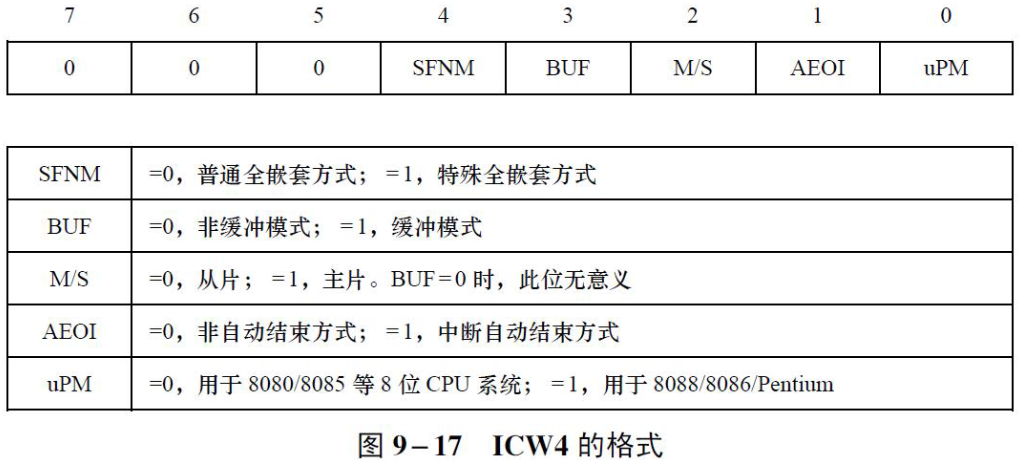 7 6 5 4 3 2 1 0
0 0 0 SFNM BUF M/S AEOI uPM
SFNM =0，普通全嵌套方式； =1，特殊全嵌套方式
BUF =0，非缓冲模式； =1，缓冲模式
M/S =0，从片； =1，主片。BUF=0 时，此位无意义
AEOI =0，非自动结束方式； =1，中断自动结束方式
uPM =0，用于 8080/8085 等 8 位 CPU 系统； =1，用于 8088/8086/Pentium
图 9-17 ICW4 的格式